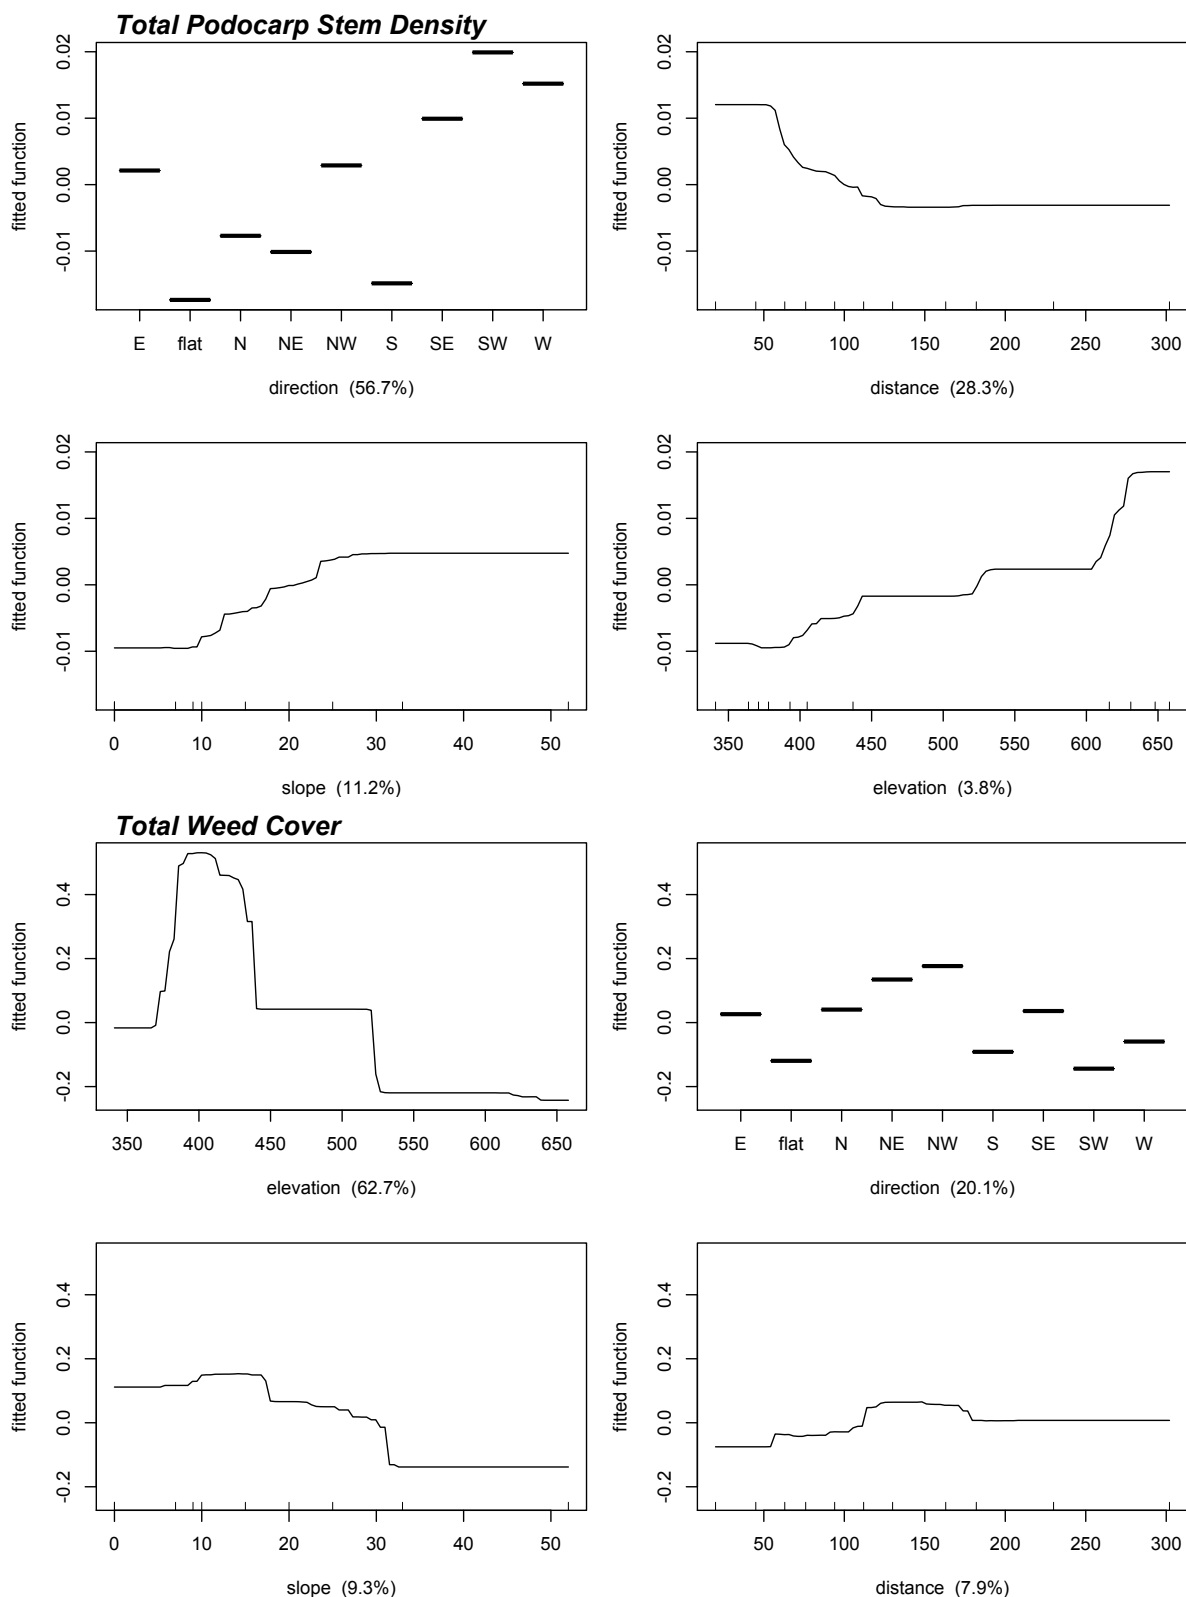 Total Podocarp Stem Density
fitted function
-0.01 0.00 0.01 0.02
E flat N NE NW S SE SW W
direction (56.7%)
fitted function
-0.01 0.00 0.01 0.02
50 100 150 200 250 300
distance (28.3%)
fitted function
-0.01 0.00 0.01 0.02
0 10 20 30 40 50
slope (11.2%)
fitted function
-0.01 0.00 0.01 0.02
350 400 450 500 550 600 650
elevation (3.8%)
Total Weed Cover
fitted function
-0.2 0.0 0.2 0.4
350 400 450 500 550 600 650
elevation (62.7%)
fitted function
-0.2 0.0 0.2 0.4
E flat N NE NW S SE SW W
direction (20.1%)
fitted function
-0.2 0.0 0.2 0.4
0 10 20 30 40 50
slope (9.3%)
fitted function
-0.2 0.0 0.2 0.4
50 100 150 200 250 300
distance (7.9%)